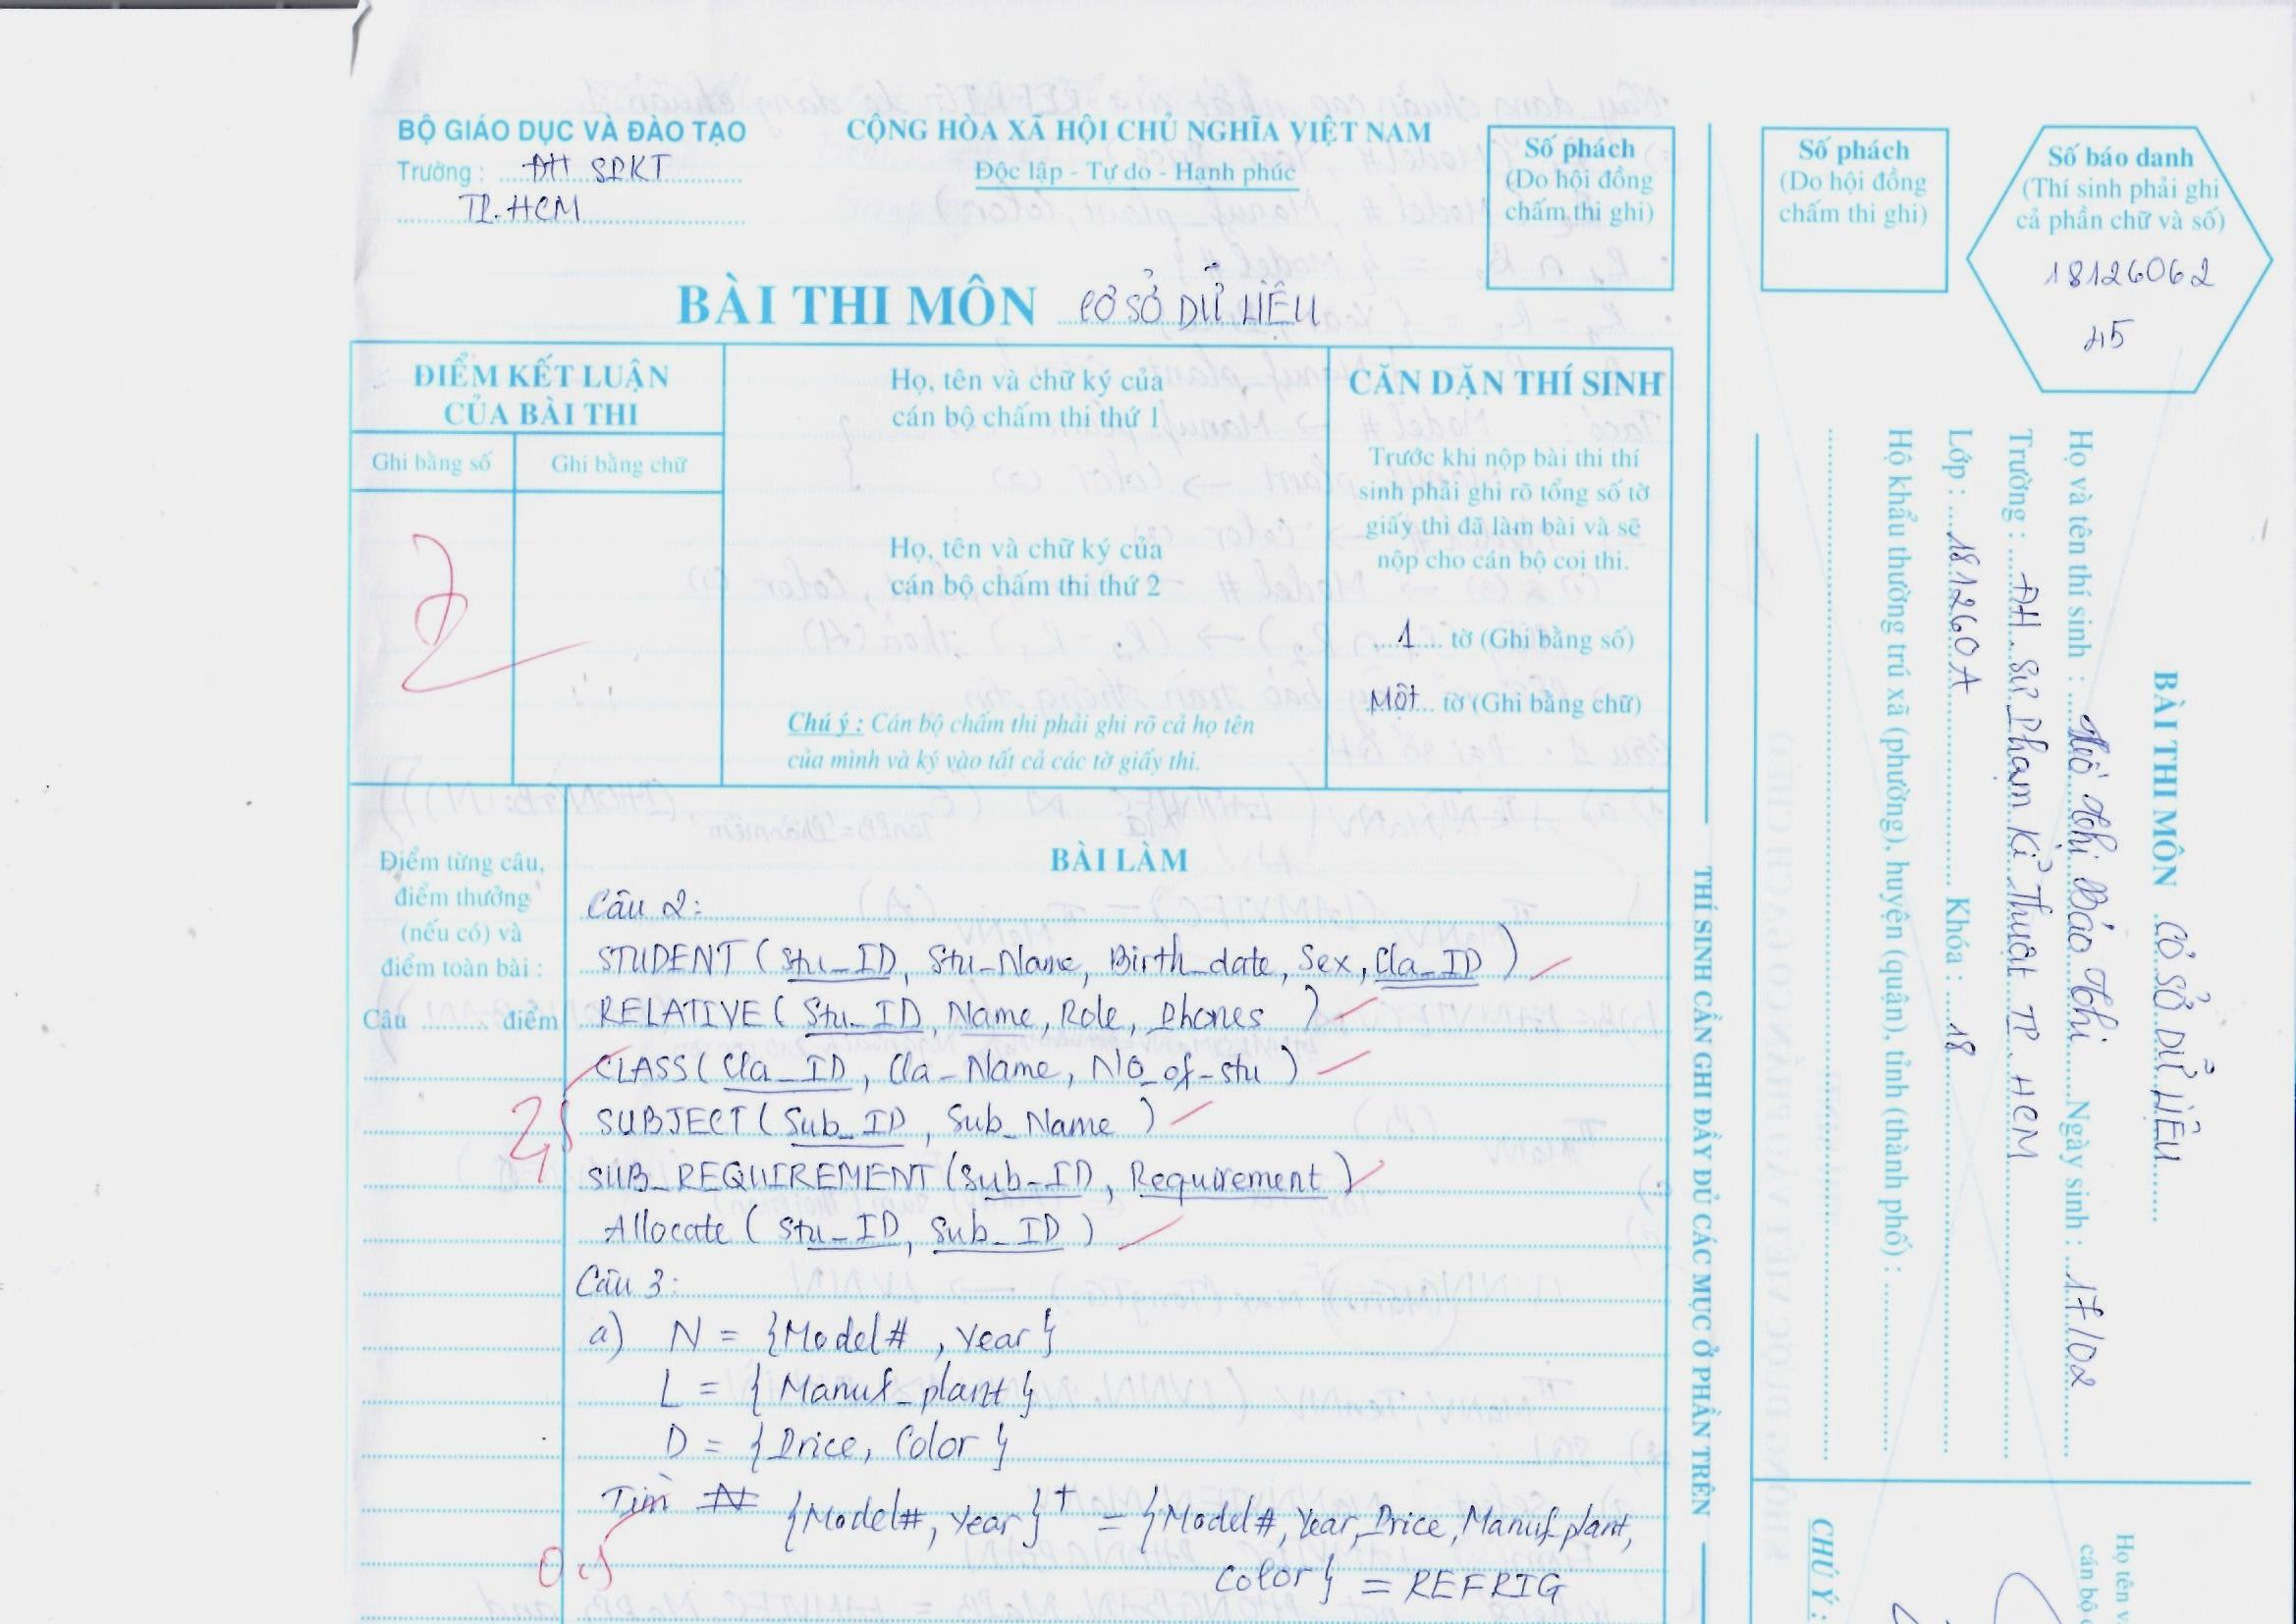 BỘ GIÁO DỤC VÀ ĐÀO TẠO
Trường : ĐH SPKT
TP.HCM
CỘNG HÒA XÃ HỘI CHỦ NGHĨA VIỆT NAM
Độc lập - Tự do - Hạnh phúc
Số phách
(Do hội đồng
chấm thi ghi)
BÀI THI MÔN CƠ SỞ DỮ LIỆU
ĐIỂM KẾT LUẬN
CỦA BÀI THI
Ghi bằng số
Ghi bằng chữ
2
Họ, tên và chữ ký của
cán bộ chấm thi thứ 1
Họ, tên và chữ ký của
cán bộ chấm thi thứ 2
Chú ý : Cán bộ chấm thi phải ghi rõ cả họ tên
của mình và ký vào tất cả các tờ giấy thi.
CĂN DẶN THÍ SINH
Trước khi nộp bài thi thí
sinh phải ghi rõ tổng số tờ
giấy thi đã làm bài và sẽ
nộp cho cán bộ coi thi.
1 tờ (Ghi bằng số)
Một tờ (Ghi bằng chữ)
Điểm từng câu,
điểm thưởng
(nếu có) và
điểm toàn bài :
Câu .......... điểm
BÀI LÀM
Câu 2:
STUDENT (Stu_ID, Stu_Name, Birth_date, Sex, Cla_ID)
RELATIVE (Stu_ID, Name, Role, Phones)
CLASS (Cla_ID, Cla_Name, NO_of_stu)
SUBJECT (Sub_ID, Sub_Name)
SUB_REQUIREMENT (Sub_ID, Requirement)
Allocate (Stu_ID, Sub_ID)
Câu 3:
a) N = {Model#, Year}
L = {Manuf_plant}
D = {Price, Color}
Tìm {Model#, Year}+ = {Model#, Year, Price, Manuf_plant,
Color} = REFRIG
THÍ SINH CẦN GHI ĐẦY ĐỦ CÁC MỤC Ở PHẦN TRÊN
Số phách
(Do hội đồng
chấm thi ghi)
Số báo danh
(Thí sinh phải ghi
cả phần chữ và số)
18126062
45
BÀI THI MÔN CƠ SỞ DỮ LIỆU
Họ và tên thí sinh : Thị Bảo Thi Ngày sinh : 17/02
Trường : ĐH. Sư Phạm Kỹ Thuật TP. HCM
Lớp : 181260A Khóa : 18
Hộ khẩu thường trú xã (phường), huyện (quận), tỉnh (thành phố) :
CHÚ Ý :
Họ tên
cán bộ